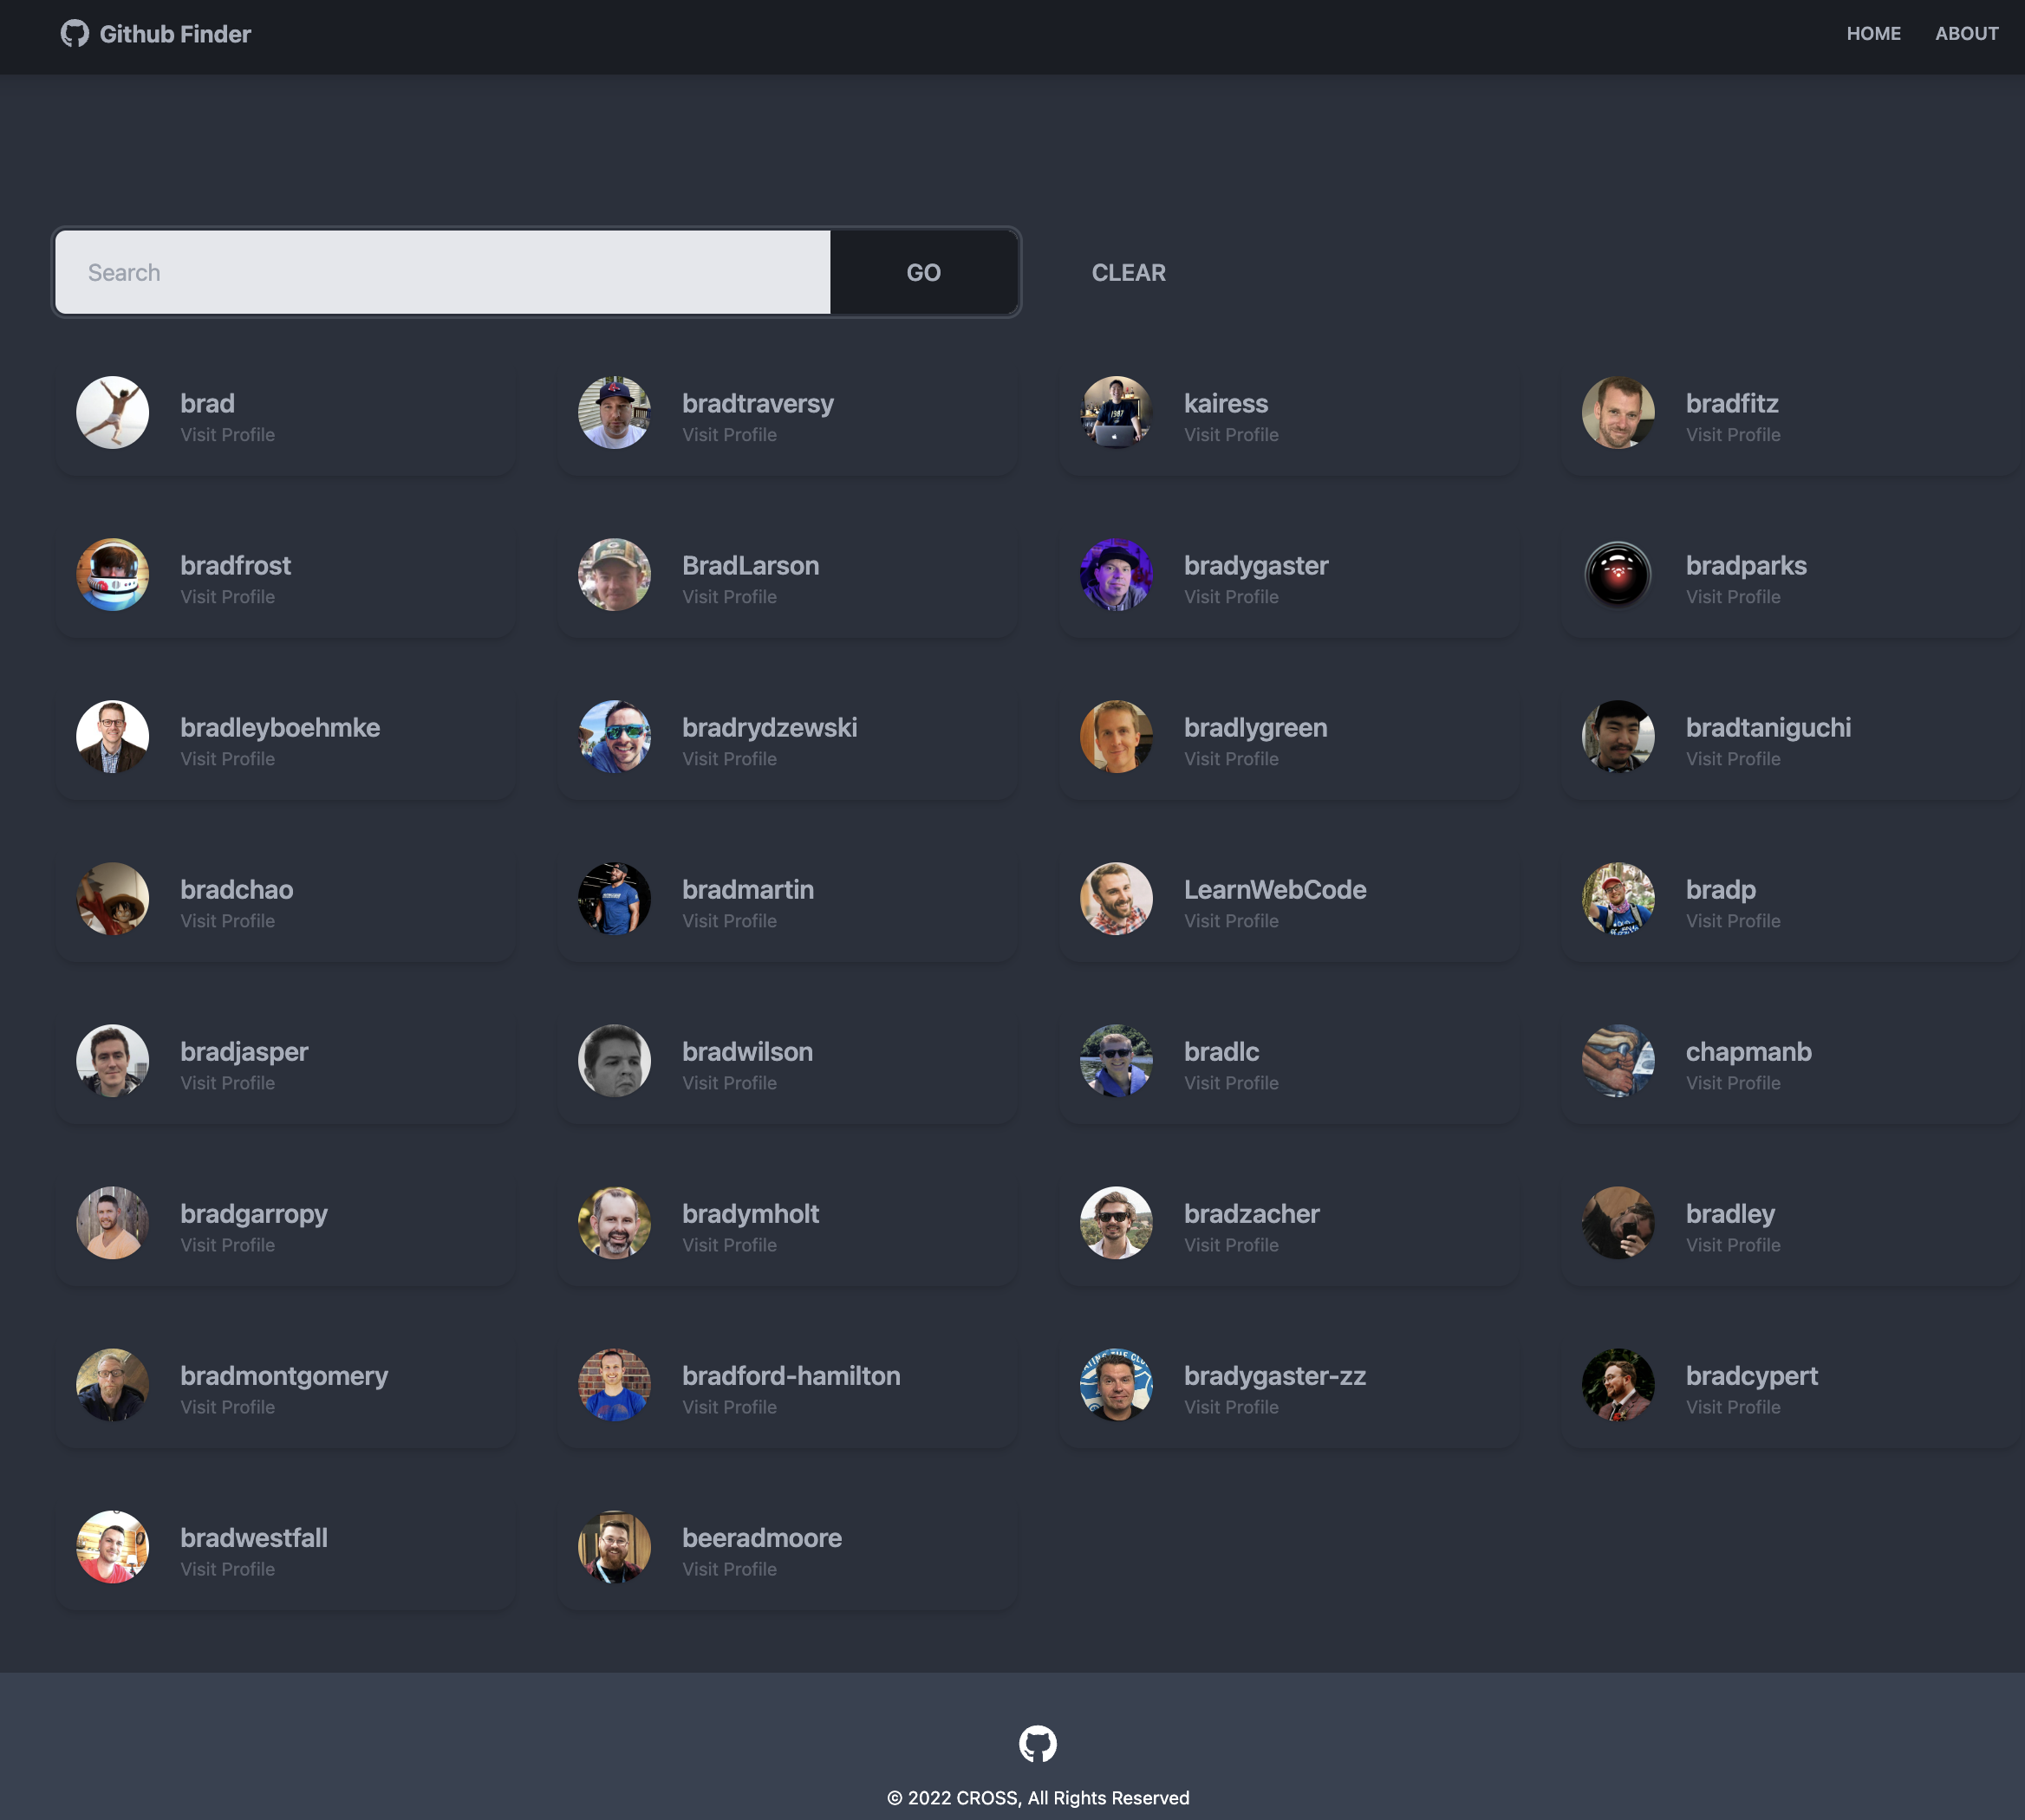 Github Finder
HOME ABOUT
Search GO CLEAR
brad
Visit Profile
bradtraversy
Visit Profile
kairess
Visit Profile
bradfitz
Visit Profile
bradfrost
Visit Profile
BradLarson
Visit Profile
bradygaster
Visit Profile
bradparks
Visit Profile
bradleyboehmke
Visit Profile
bradrydzewski
Visit Profile
bradlygreen
Visit Profile
bradtaniguchi
Visit Profile
bradchao
Visit Profile
bradmartin
Visit Profile
LearnWebCode
Visit Profile
bradp
Visit Profile
bradjasper
Visit Profile
bradwilson
Visit Profile
bradlc
Visit Profile
chapmanb
Visit Profile
bradgarropy
Visit Profile
bradymholt
Visit Profile
bradzacher
Visit Profile
bradley
Visit Profile
bradmontgomery
Visit Profile
bradford-hamilton
Visit Profile
bradygaster-zz
Visit Profile
bradcypert
Visit Profile
bradwestfall
Visit Profile
beeradmoore
Visit Profile
© 2022 CROSS, All Rights Reserved